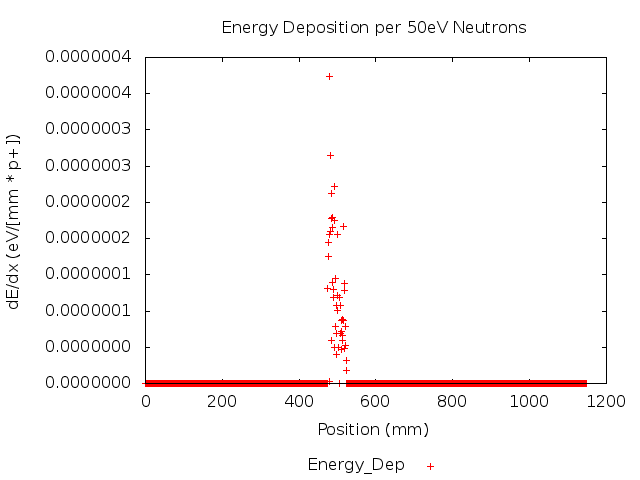 Energy Deposition per 50eV Neutrons
0.0000004
0.0000004
0.0000003
0.0000003
0.0000002
0.0000002
0.0000001
0.0000001
0.0000000
0.0000000
dE/dx (eV/[mm * p+])
0 200 400 600 800 1000 1200
Position (mm)
Energy_Dep